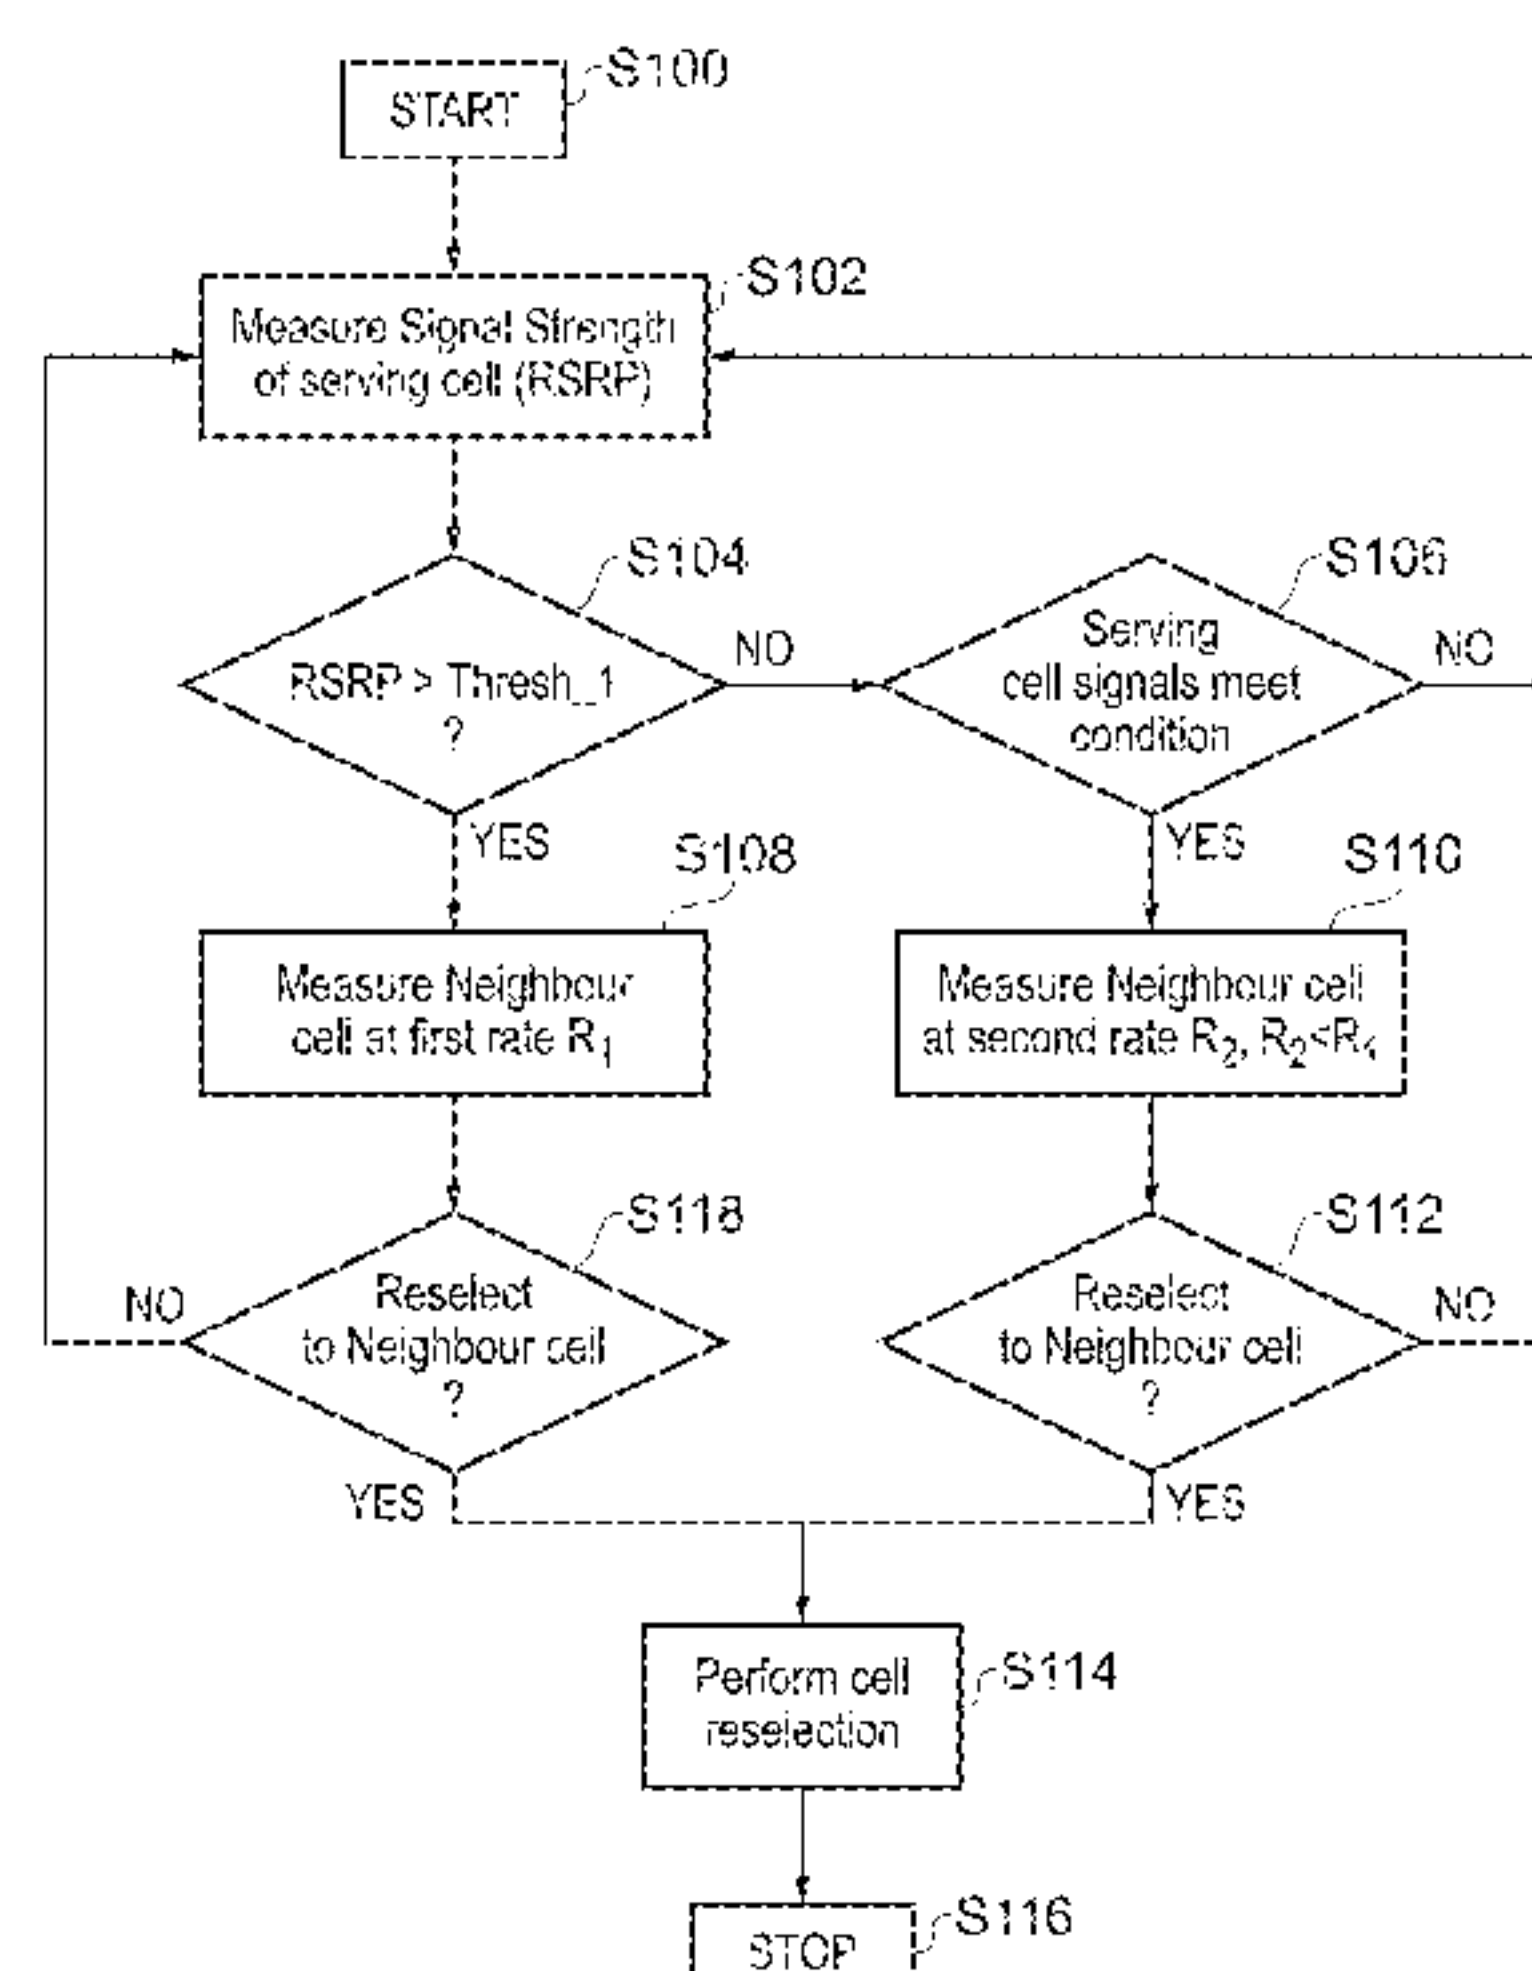 START
S100
S102
Measure Signal Strength
of serving cell (RSRP)
S104
RSRP > Thresh_1
?
NO
S106
Serving
cell signals meet
condition
NO
YES
YES
S108
Measure Neighbour
cell at first rate R1
S110
Measure Neighbour cell
at second rate R2, R2<R1
S118
Reselect
to Neighbour cell
?
NO
YES
S112
Reselect
to Neighbour cell
?
NO
YES
Perform cell
reselection
S114
STOP
S116